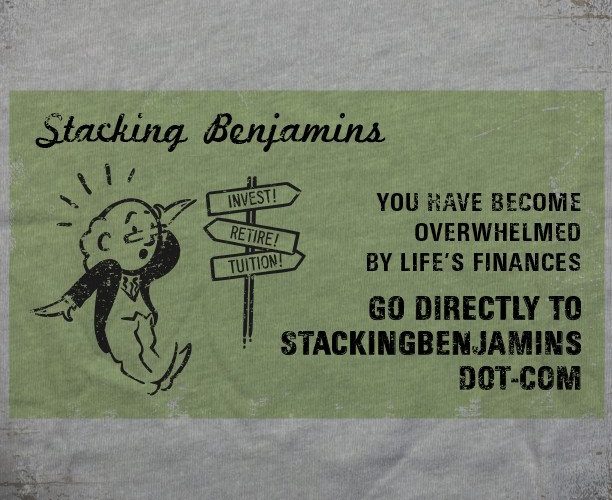 Stacking Benjamins
INVEST!
RETIRE!
TUITION!
YOU HAVE BECOME
OVERWHELMED
BY LIFE'S FINANCES
GO DIRECTLY TO
STACKINGBENJAMINS
DOT-COM